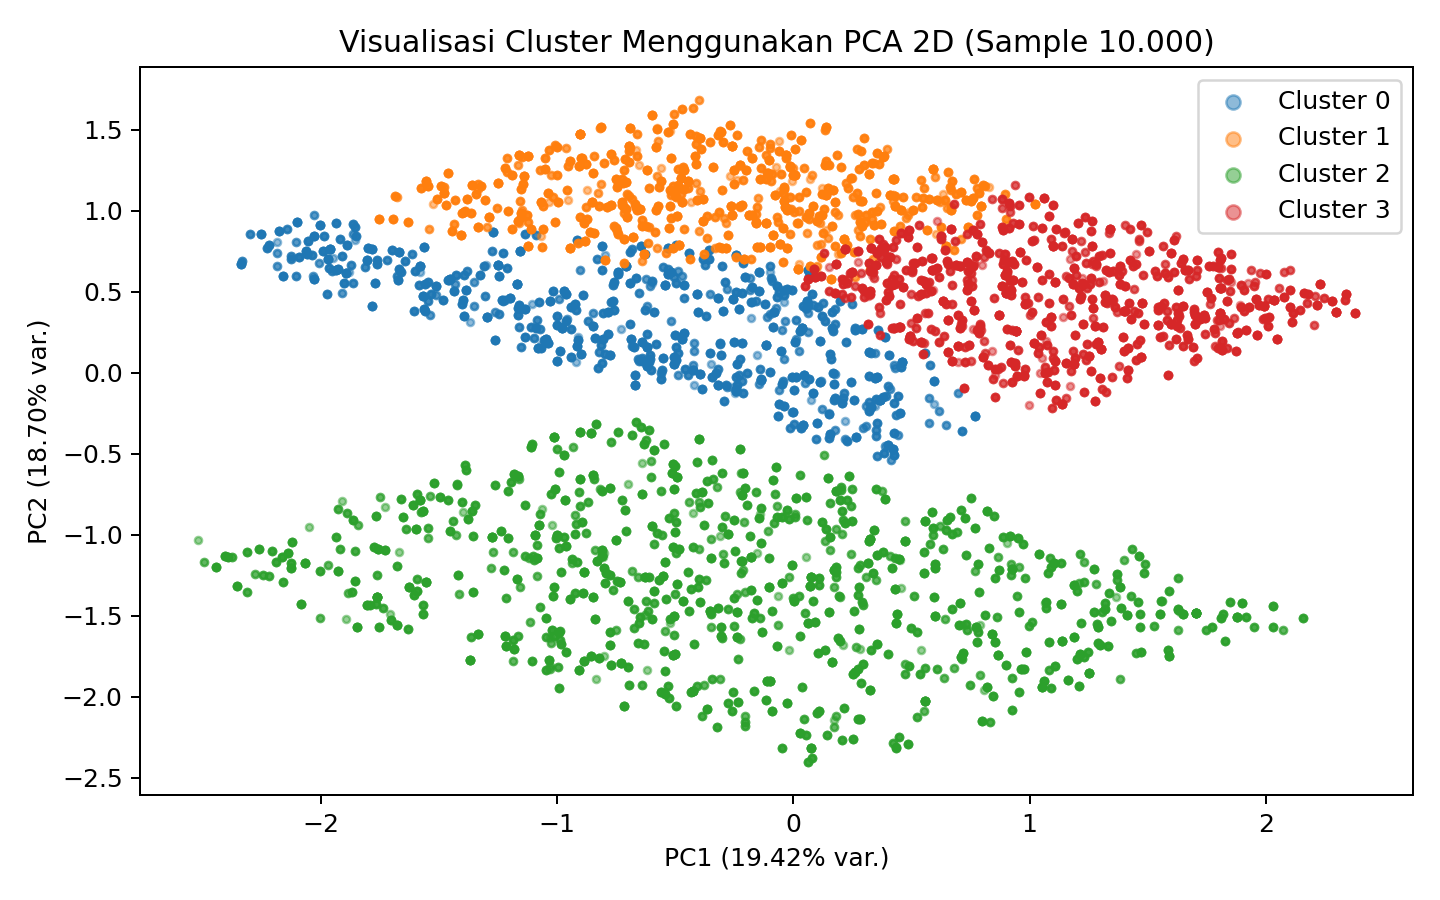 Visualisasi Cluster Menggunakan PCA 2D (Sample 10.000)
Cluster 0
Cluster 1
Cluster 2
Cluster 3
PC2 (18.70% var.)
1.5
1.0
0.5
0.0
−0.5
−1.0
−1.5
−2.0
−2.5
−2
−1
0
1
2
PC1 (19.42% var.)